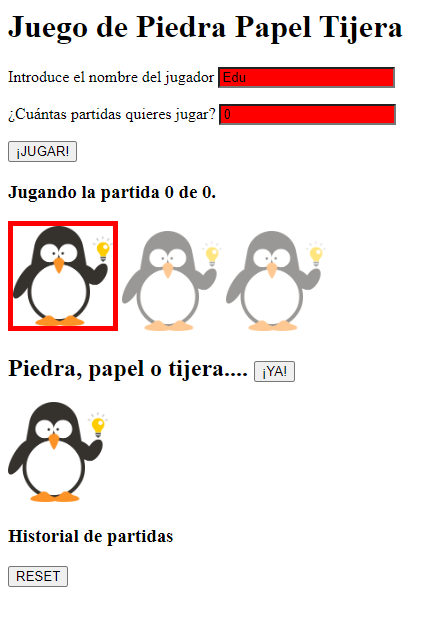 Juego de Piedra Papel Tijera
Introduce el nombre del jugador Edu
¿Cuántas partidas quieres jugar? 0
¡JUGAR!
Jugando la partida 0 de 0.
Piedra, papel o tijera.... ¡YA!
Historial de partidas
RESET